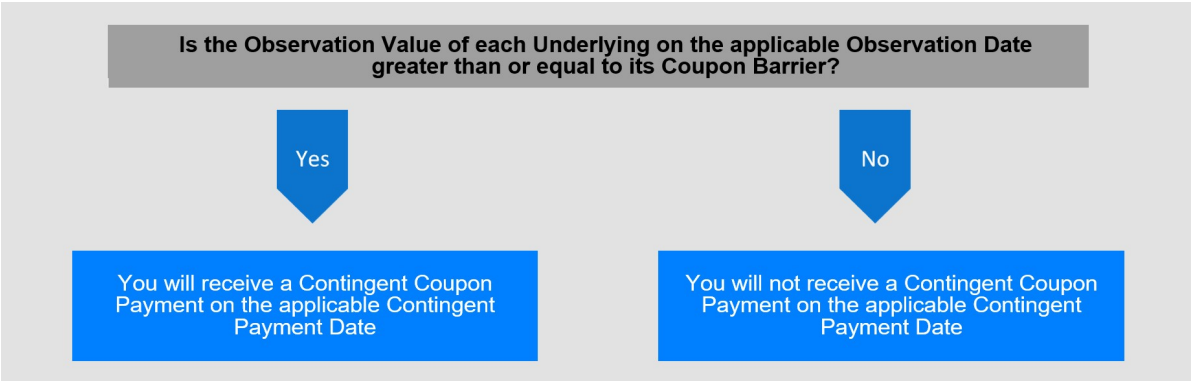 Is the Observation Value of each Underlying on the applicable Observation Date
greater than or equal to its Coupon Barrier?
Yes
No
You will receive a Contingent Coupon
Payment on the applicable Contingent
Payment Date
You will not receive a Contingent Coupon
Payment on the applicable Contingent
Payment Date